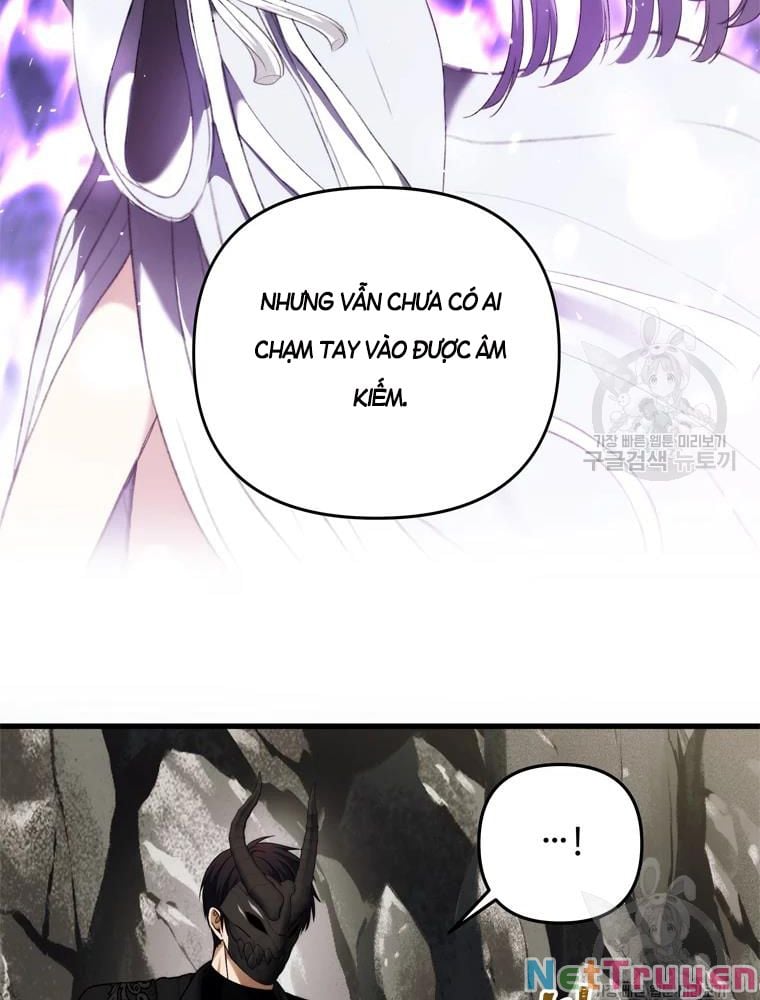 NHƯNG VẪN CHƯA CÓ AI
CHẠM TAY VÀO ĐƯỢC ÂM
KIẾM.
가장 빠른 웹툰 미리보기
구글검색 뉴토끼
...!
NetTruyen